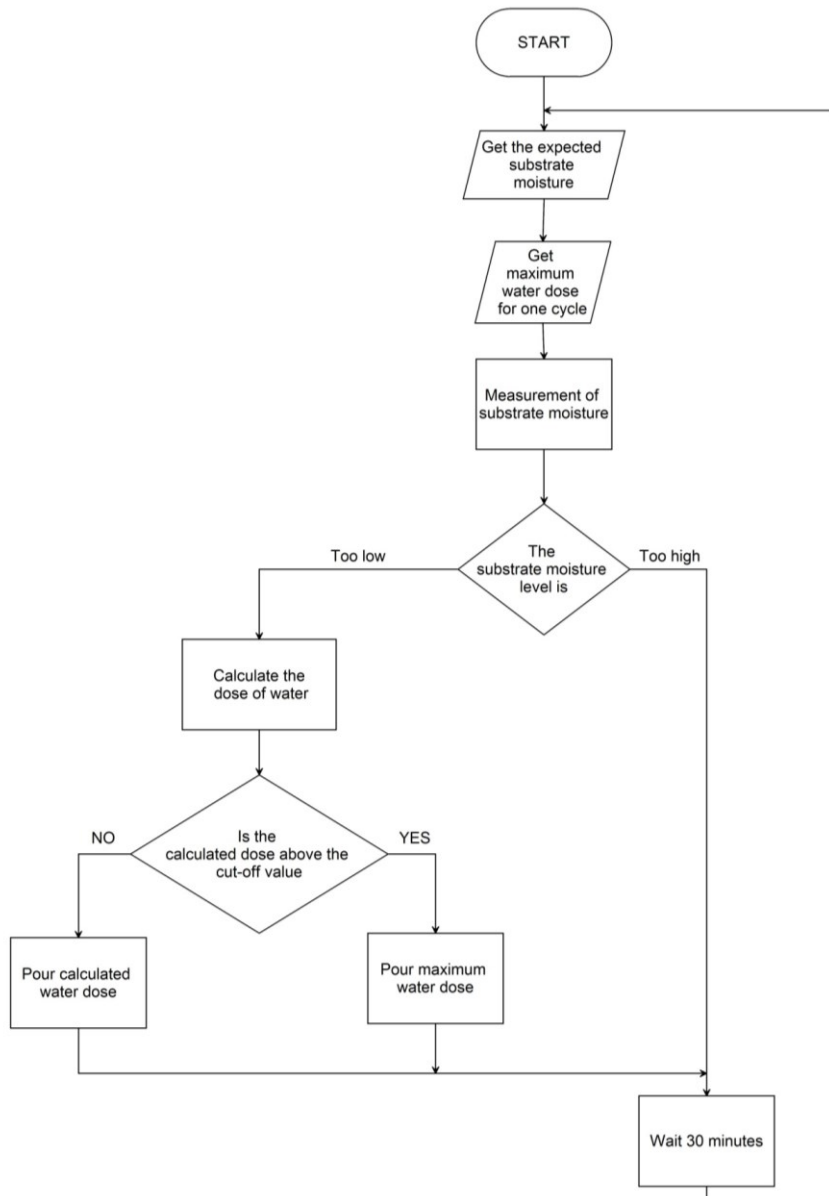 START
Get the expected
substrate
moisture
Get
maximum
water dose
for one cycle
Measurement of
substrate moisture
Too low
The
substrate moisture
level is
Too high
Calculate the
dose of water
NO
Is the
calculated dose above the
cut-off value
YES
Pour calculated
water dose
Pour maximum
water dose
Wait 30 minutes